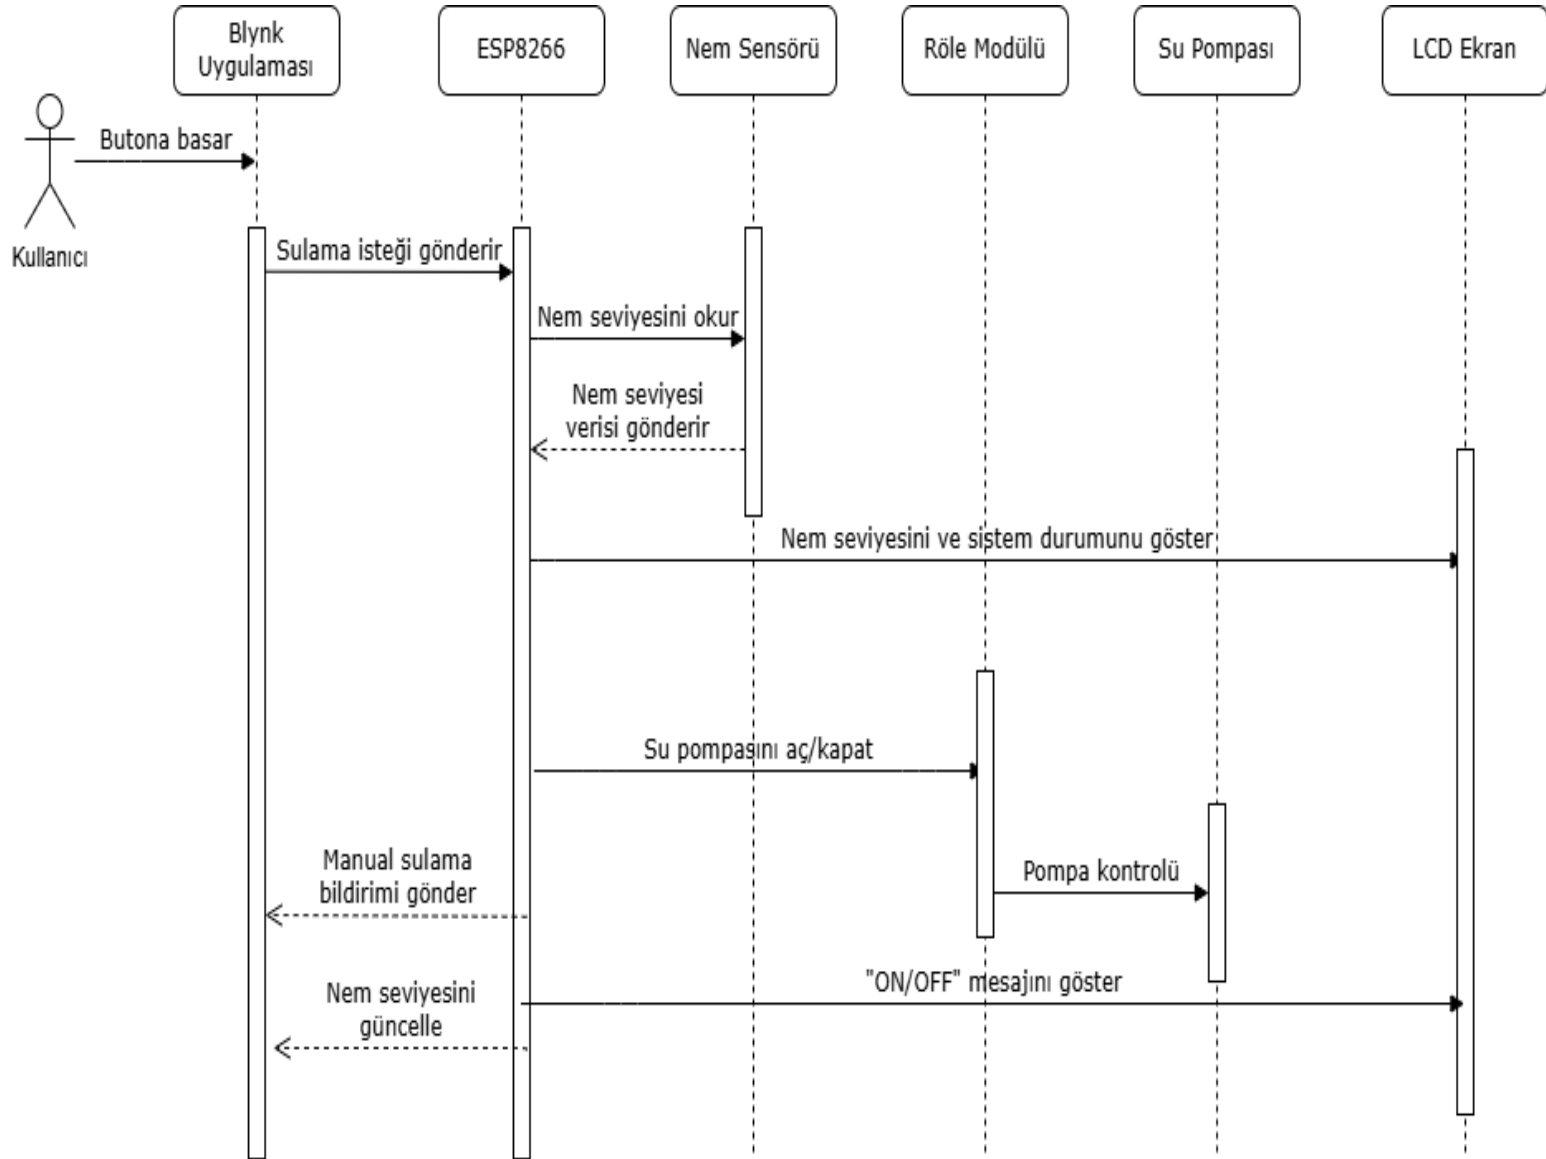 Blynk
Uygulaması
ESP8266
Nem Sensörü
Röle Modülü
Su Pompası
LCD Ekran
Butona basar
Kullanıcı
Sulama isteği gönderir
Nem seviyesini okur
Nem seviyesi
verisi gönderir
Nem seviyesini ve sistem durumunu göster
Su pompasını aç/kapat
Manual sulama
bildirimi gönder
Pompa kontrolü
"ON/OFF" mesajını göster
Nem seviyesini
güncelle